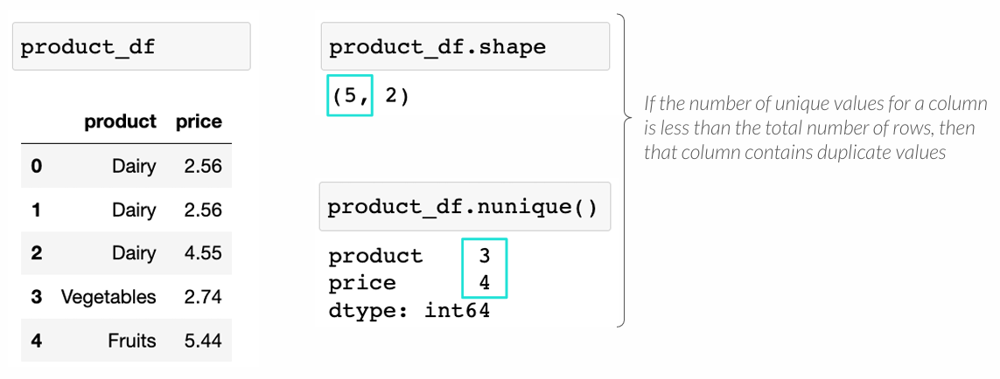 product_df
product price
0 Dairy 2.56
1 Dairy 2.56
2 Dairy 4.55
3 Vegetables 2.74
4 Fruits 5.44
product_df.shape
(5, 2)
product_df.nunique()
product 3
price 4
dtype: int64
If the number of unique values for a column
is less than the total number of rows, then
that column contains duplicate values